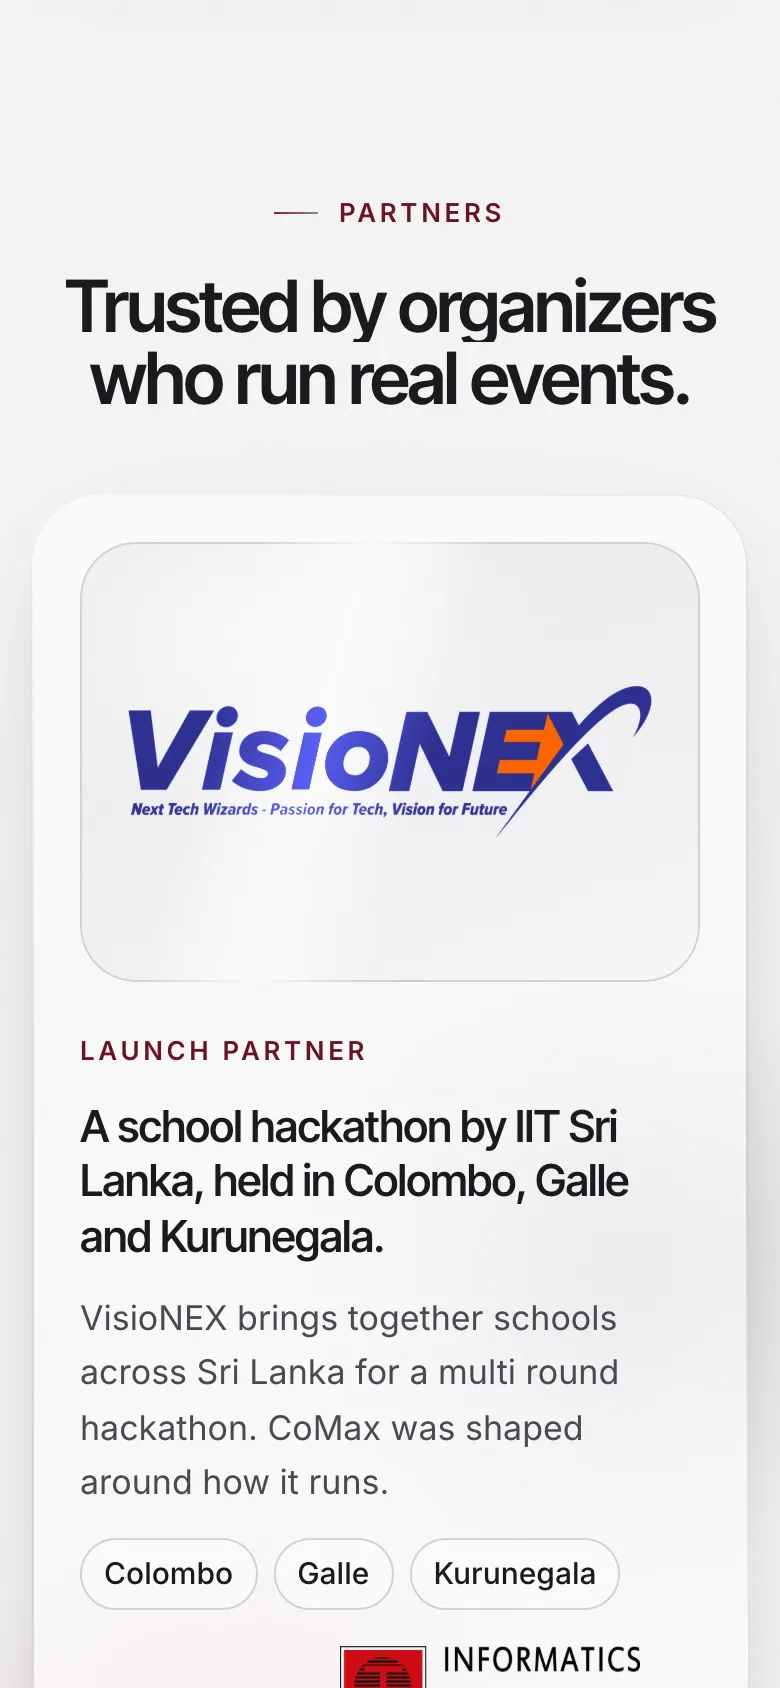 PARTNERS
Trusted by organizers
who run real events.
VisioNEX
Next Tech Wizards - Passion for Tech, Vision for Future
LAUNCH PARTNER
A school hackathon by IIT Sri
Lanka, held in Colombo, Galle
and Kurunegala.
VisioNEX brings together schools
across Sri Lanka for a multi round
hackathon. CoMax was shaped
around how it runs.
Colombo
Galle
Kurunegala
INFORMATICS